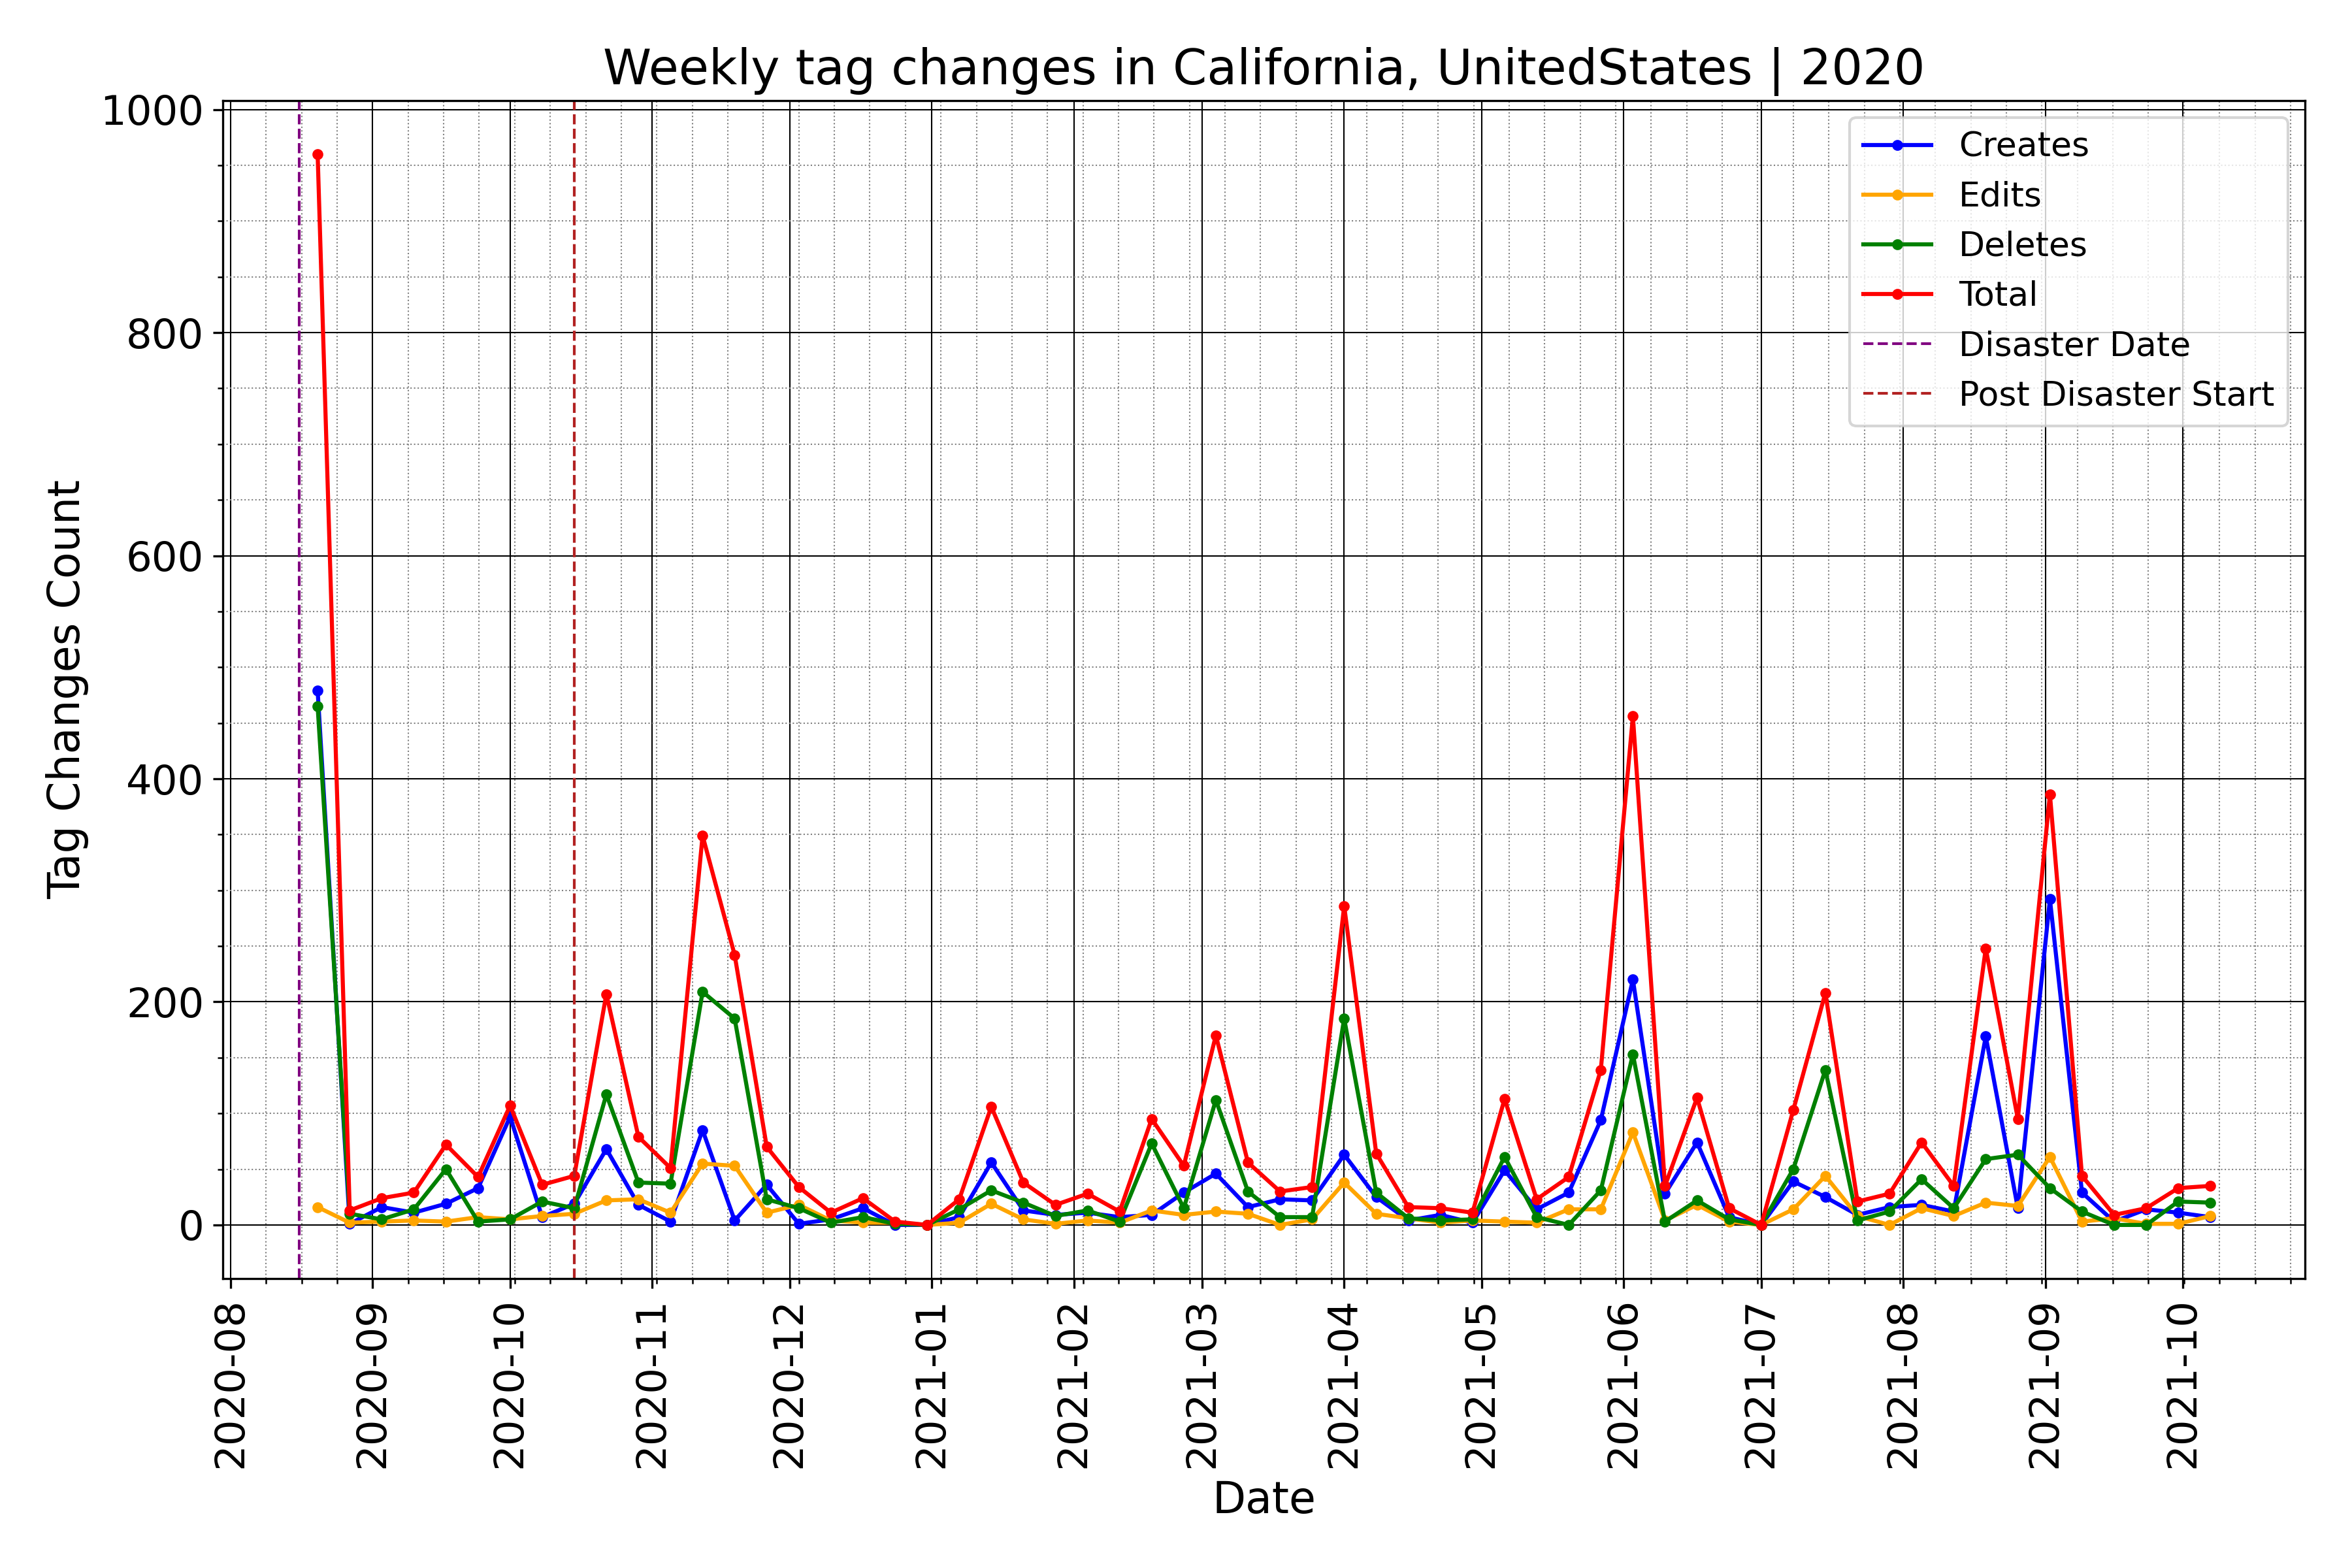 Weekly tag changes in California, UnitedStates | 2020
1000
800
600
400
200
0
Tag Changes Count
Creates
Edits
Deletes
Total
Disaster Date
Post Disaster Start
2020-08
2020-09
2020-10
2020-11
2020-12
2021-01
2021-02
2021-03
2021-04
2021-05
2021-06
2021-07
2021-08
2021-09
2021-10
Date